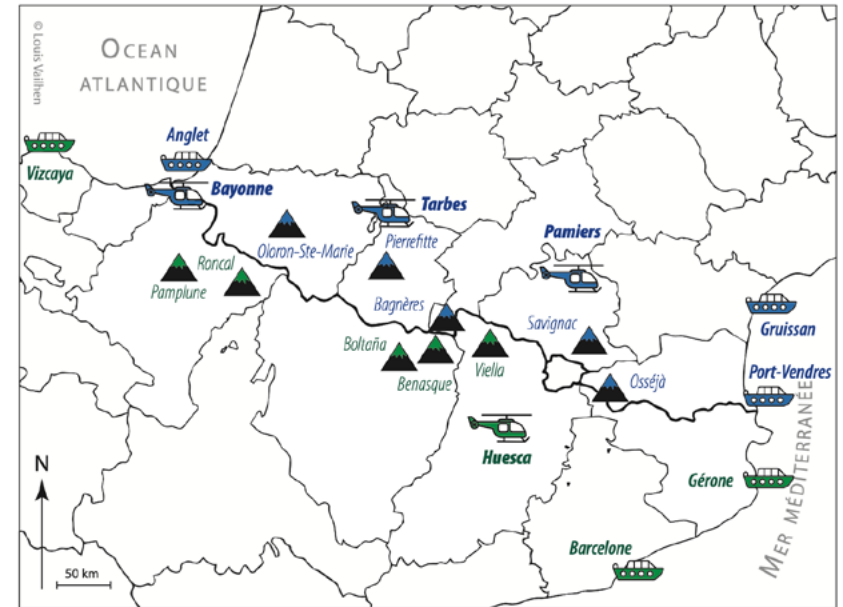 © Louis Vailhen
OCEAN
ATLANTIQUE
Anglet
Vizcaya
Bayonne
Tarbes
Oloron-Ste-Marie
Pierrefitte
Pamiers
Roncal
Pamplune
Bagnères
Savignac
Gruissan
Boltaña
Benasque
Viella
Osséjà
Port-Vendres
Huesca
Gérone
MER MÉDITERRANÉE
Barcelone
N
50 km